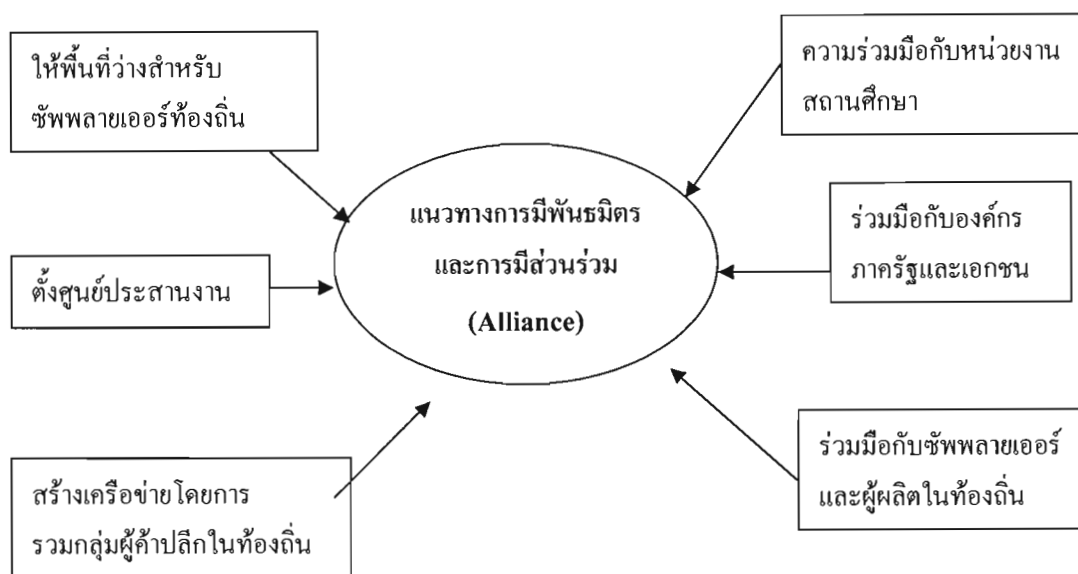 ให้พื้นที่ว่างสำหรับ
ซัพพลายเออร์ท้องถิ่น
ความร่วมมือกับหน่วยงาน
สถานศึกษา
แนวทางการมีพันธมิตร
และการมีส่วนร่วม
(Alliance)
ตั้งศูนย์ประสานงาน
ร่วมมือกับองค์กร
ภาครัฐและเอกชน
สร้างเครือข่ายโดยการ
รวมกลุ่มผู้ค้าปลีกในท้องถิ่น
ร่วมมือกับซัพพลายเออร์
และผู้ผลิตในท้องถิ่น